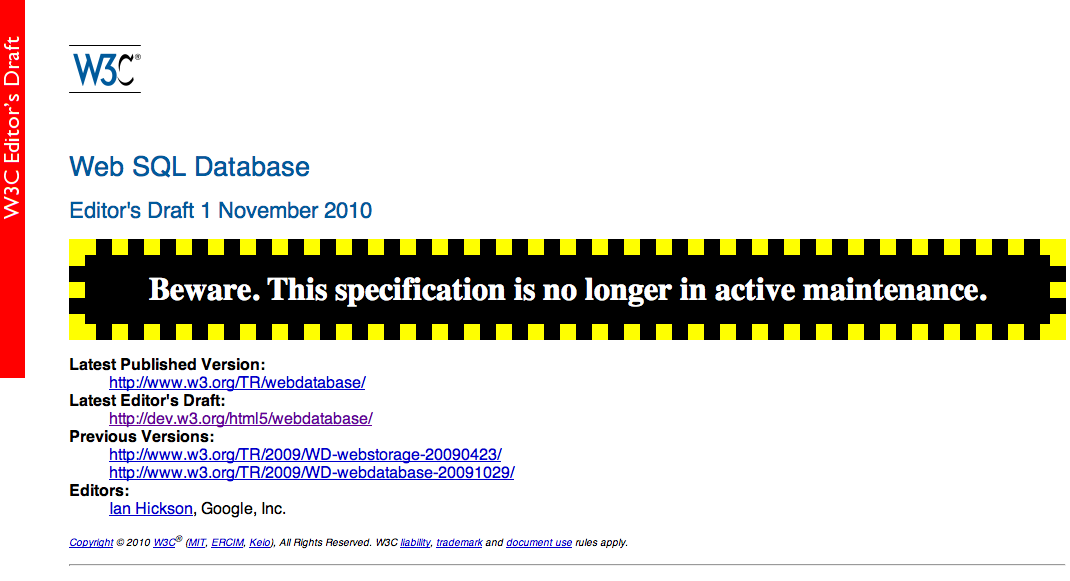 W3C Editor's Draft
W3C®
Web SQL Database
Editor's Draft 1 November 2010
Beware. This specification is no longer in active maintenance.
Latest Published Version:
http://www.w3.org/TR/webdatabase/
Latest Editor's Draft:
http://dev.w3.org/html5/webdatabase/
Previous Versions:
http://www.w3.org/TR/2009/WD-webstorage-20090423/
http://www.w3.org/TR/2009/WD-webdatabase-20091029/
Editors:
Ian Hickson, Google, Inc.
Copyright © 2010 W3C® (MIT, ERCIM, Keio), All Rights Reserved. W3C liability, trademark and document use rules apply.